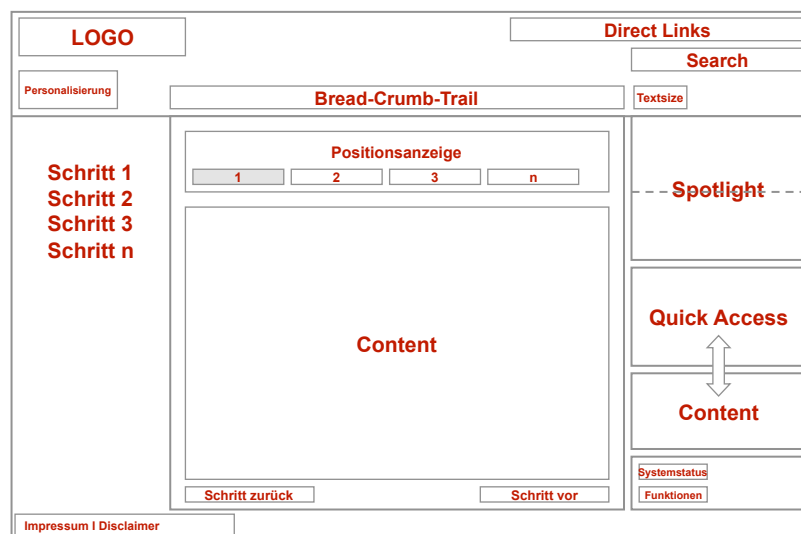 LOGO
Direct Links
Search
Personalisierung
Bread-Crumb-Trail
Textsize
Schritt 1
Schritt 2
Schritt 3
Schritt n
Positionsanzeige
1
2
3
n
Content
Schritt zurück
Schritt vor
Spotlight
Quick Access
Content
Systemstatus
Funktionen
Impressum I Disclaimer